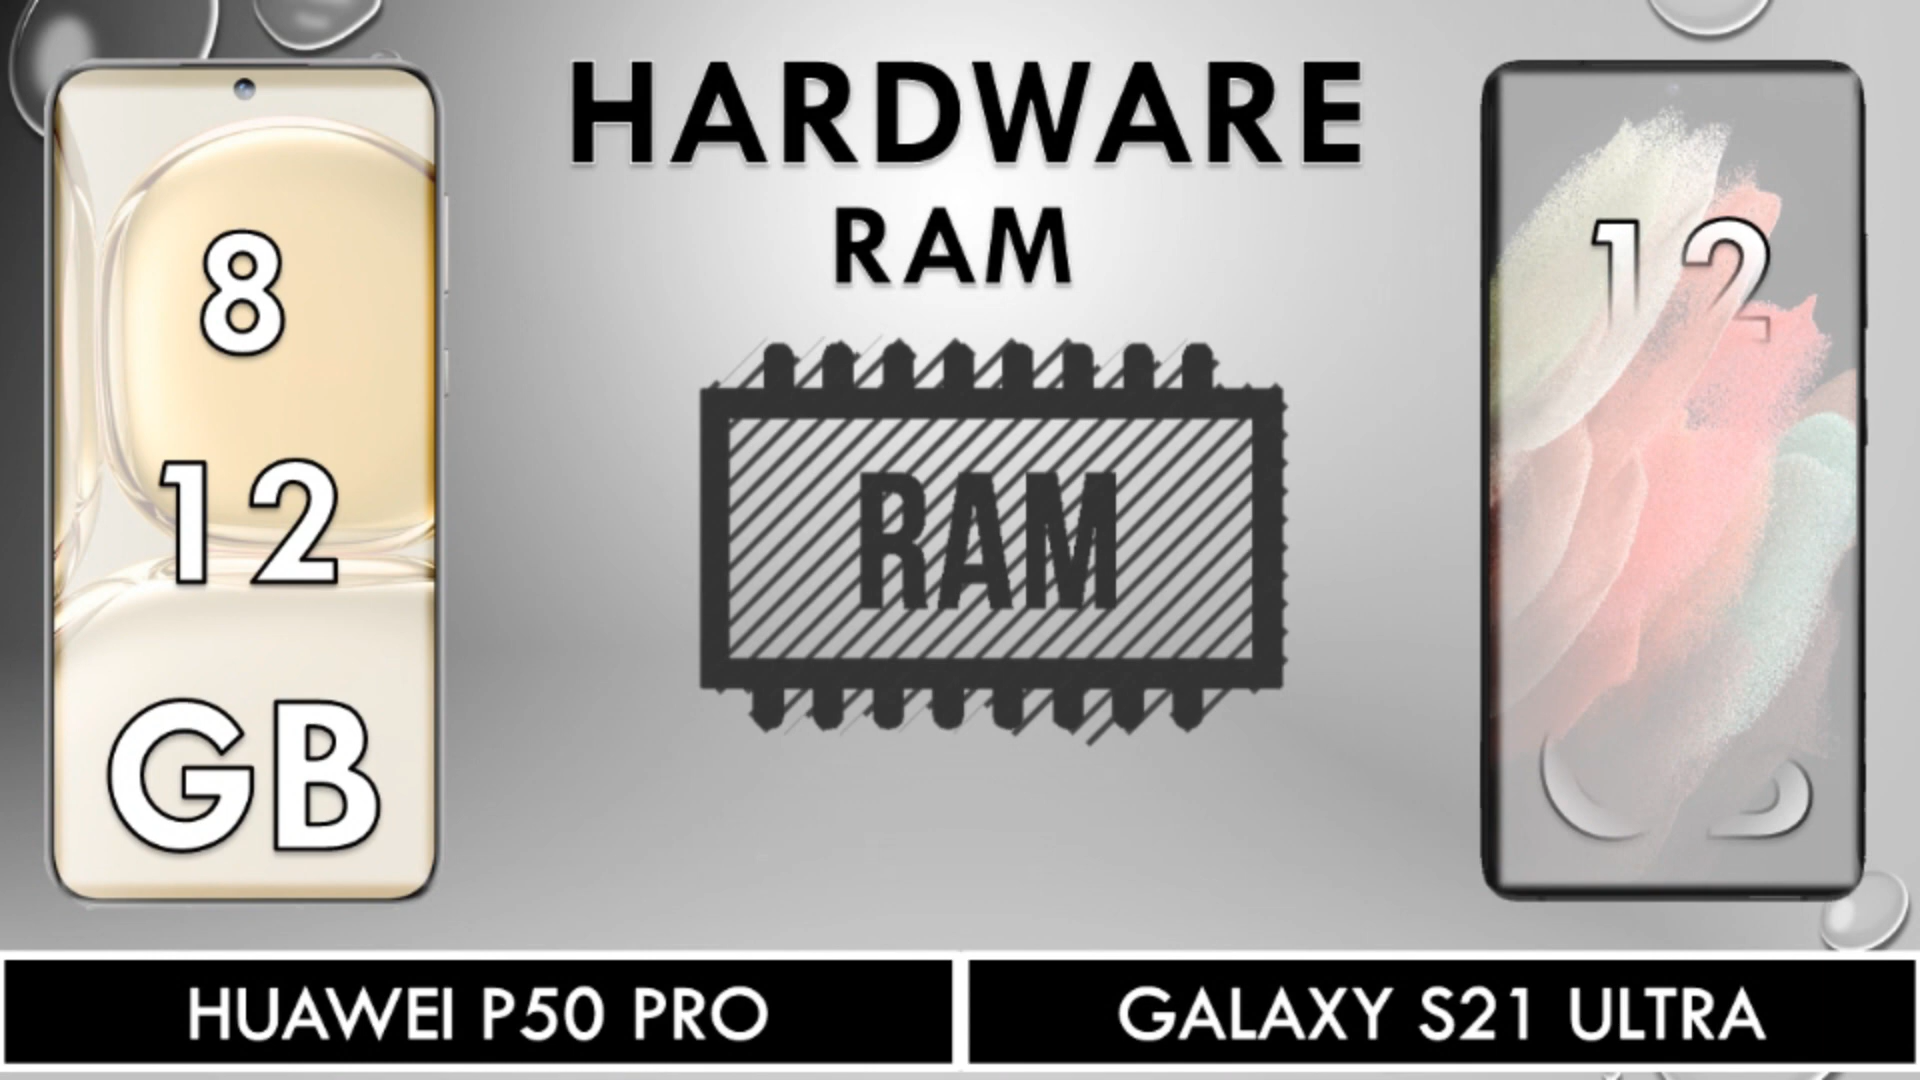 HARDWARE
RAM
8
12
GB
RAM
12
HUAWEI P50 PRO
GALAXY S21 ULTRA